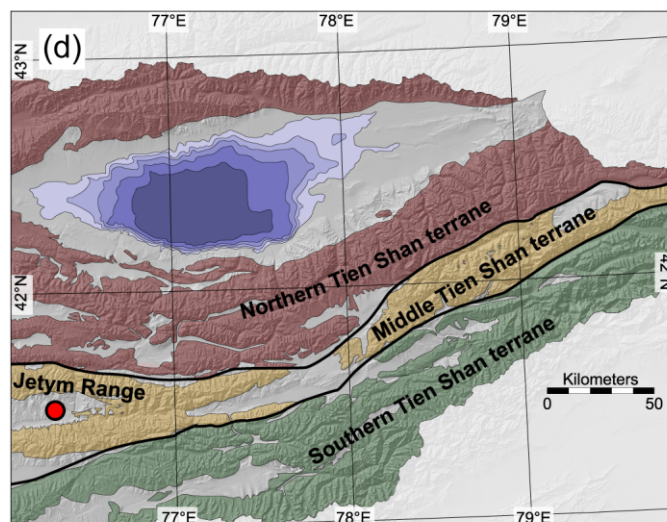 77°E 78°E 79°E
(d)
43°N
Northern Tien Shan terrane
42°N 42°N
Middle Tien Shan terrane
Jetym Range
Southern Tien Shan terrane
Kilometers
0 50
77°E 78°E 79°E